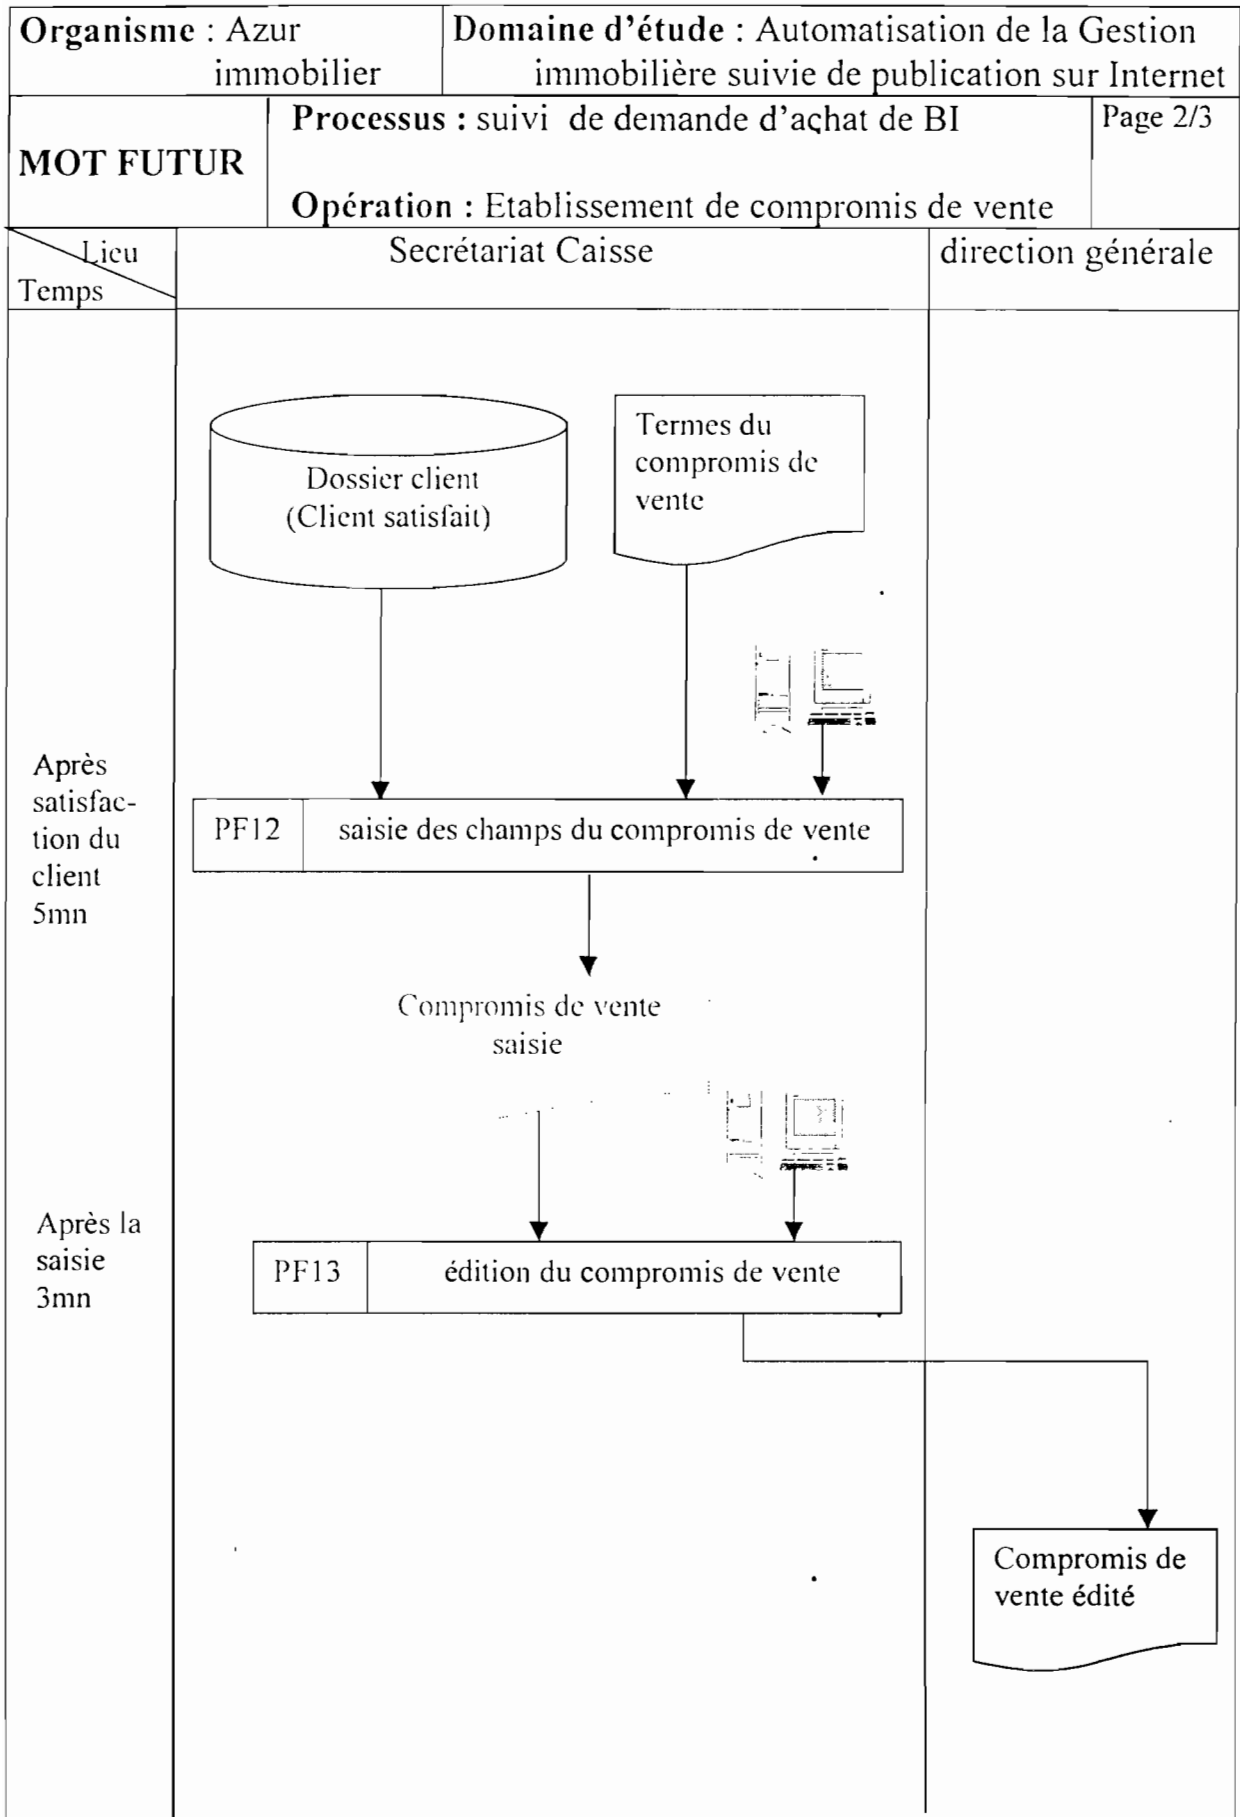 Organisme : Azur
immobilier
Domaine d'étude : Automatisation de la Gestion
immobilière suivie de publication sur Internet
MOT FUTUR
Processus : suivi de demande d'achat de BI
Opération : Etablissement de compromis de vente
Page 2/3
Lieu
Temps
Secrétariat Caisse
direction générale
Dossier client
(Client satisfait)
Termes du
compromis de
vente
Après
satisfac-
tion du
client
5mn
PF12
saisie des champs du compromis de vente
Compromis de vente
saisie
Après la
saisie
3mn
PF13
édition du compromis de vente
Compromis de
vente édité